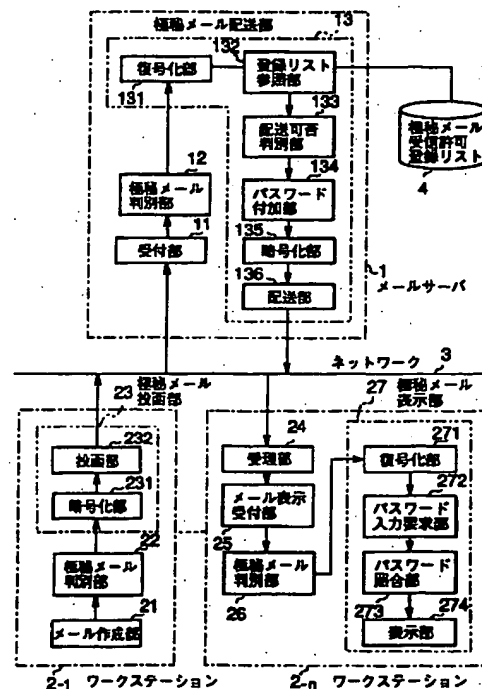 極秘メール配送部
13
132
復号化部
131
登録リスト
参照部
133
配送可否
判別部
12
134
極秘メール
判別部
パスワード
付加部
11
135
受付部
暗号化部
136
配送部
極秘メール
受信許可
登録リスト
4
1
メールサーバ
ネットワーク
3
23
極秘メール
投函部
27
極秘メール
表示部
232
投函部
231
暗号化部
22
極秘メール
判別部
21
メール作成部
24
受理部
メール表示
受付部
25
極秘メール
判別部
26
271
復号化部
272
パスワード
入力要求部
パスワード
照合部
273
274
表示部
2-1 ワークステーション
2-n ワークステーション